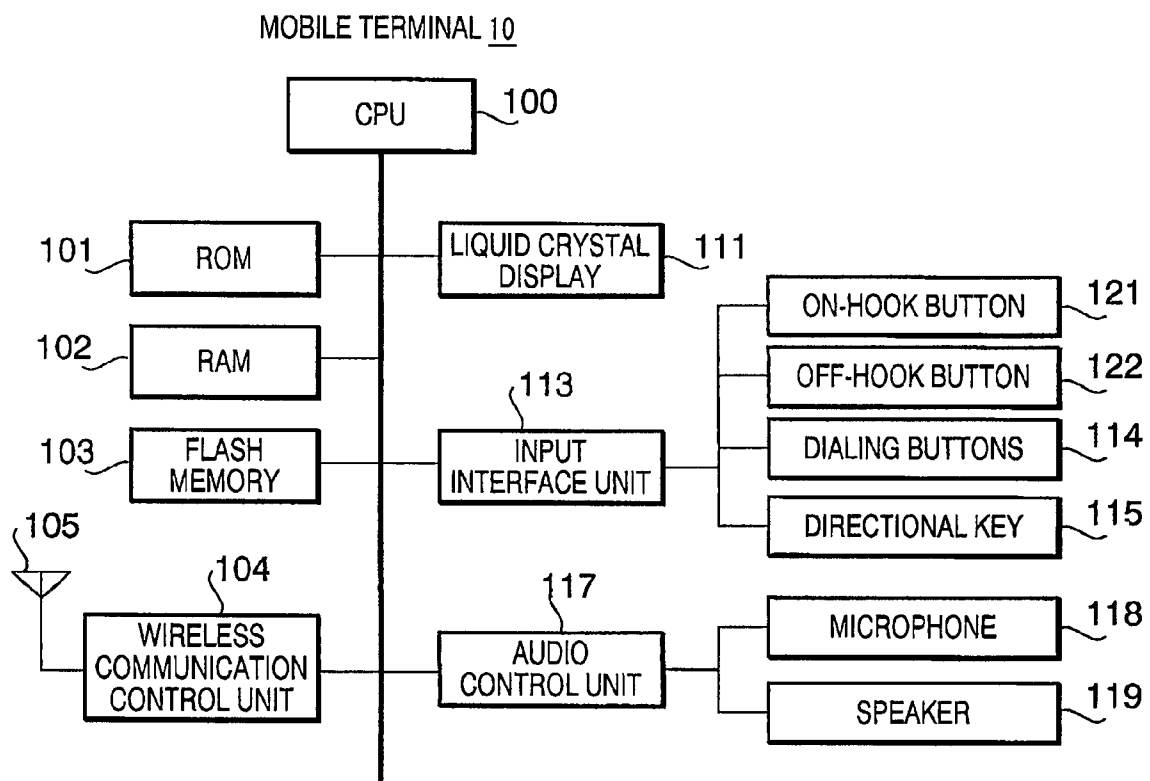 MOBILE TERMINAL 10
CPU
100
101
ROM
LIQUID CRYSTAL
DISPLAY
111
ON-HOOK BUTTON
121
102
RAM
OFF-HOOK BUTTON
122
113
103
FLASH
MEMORY
INPUT
INTERFACE UNIT
DIALING BUTTONS
114
DIRECTIONAL KEY
115
105
104
WIRELESS
COMMUNICATION
CONTROL UNIT
117
AUDIO
CONTROL UNIT
MICROPHONE
118
SPEAKER
119